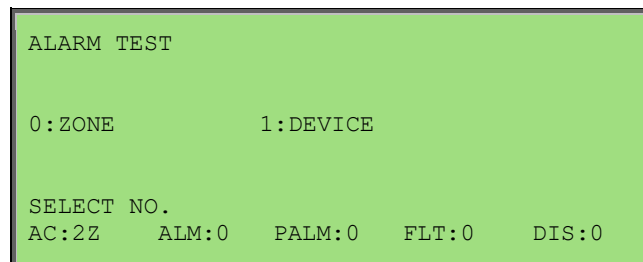 ALARM TEST
0:ZONE 1:DEVICE
SELECT NO.
AC:2Z ALM:0 PALM:0 FLT:0 DIS:0